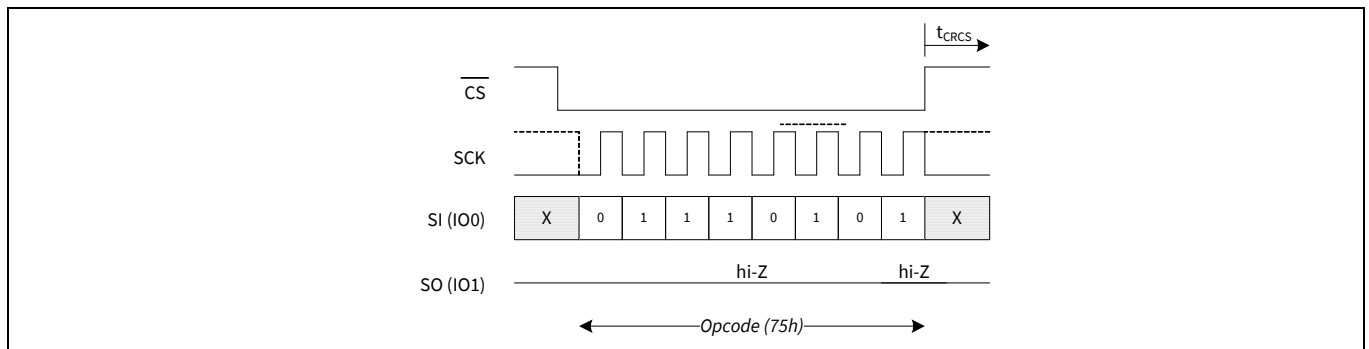 tCRCS
CS
SCK
SI (IO0) X 0 1 1 1 0 1 0 1 X
SO (IO1) hi-Z hi-Z
Opcode (75h)